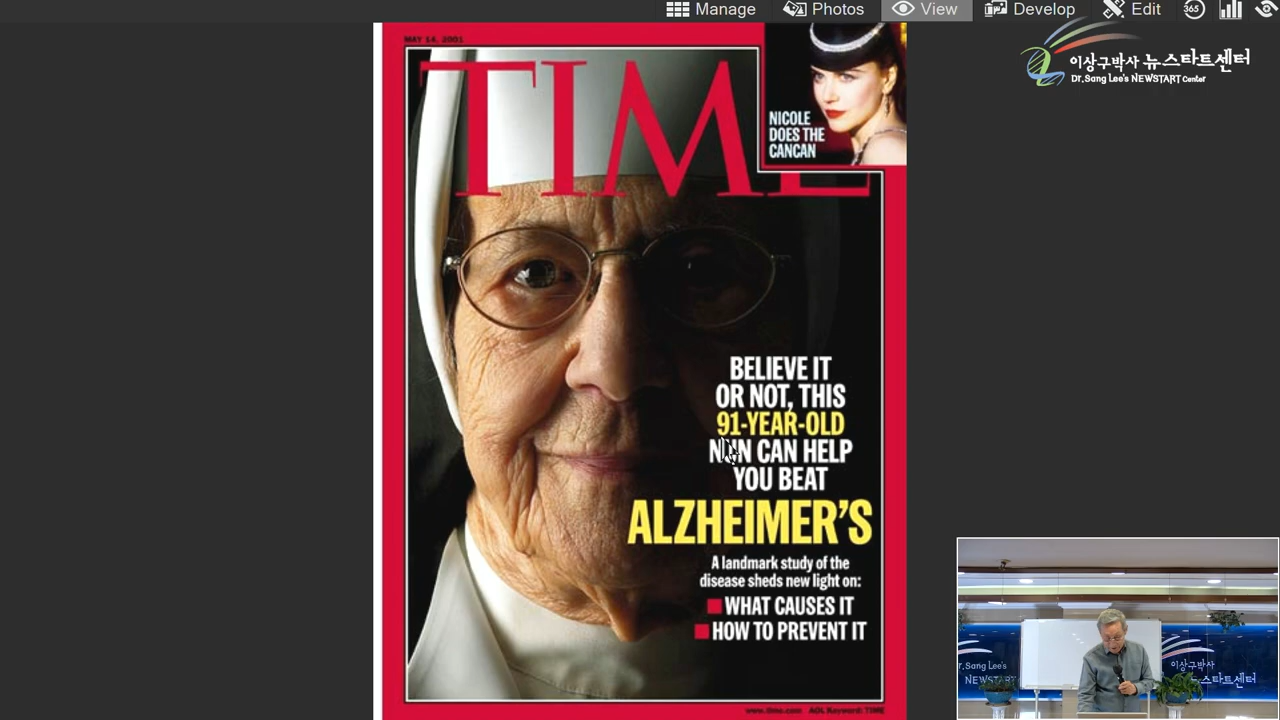 Manage
Photos
View
Develop
Edit
365
이상구박사 뉴스타트센터
Dr.Sang Lee's NEWSTART Center
MAY 14, 2001
TIME
NICOLE
DOES THE
CANCAN
BELIEVE IT
OR NOT, THIS
91-YEAR-OLD
NUN CAN HELP
YOU BEAT
ALZHEIMER'S
A landmark study of the
disease sheds new light on:
WHAT CAUSES IT
HOW TO PREVENT IT
www.time.com AOL Keyword: TIME
Dr.Sang Lee's
NEWSTART
이상구박사
뉴스타트센터